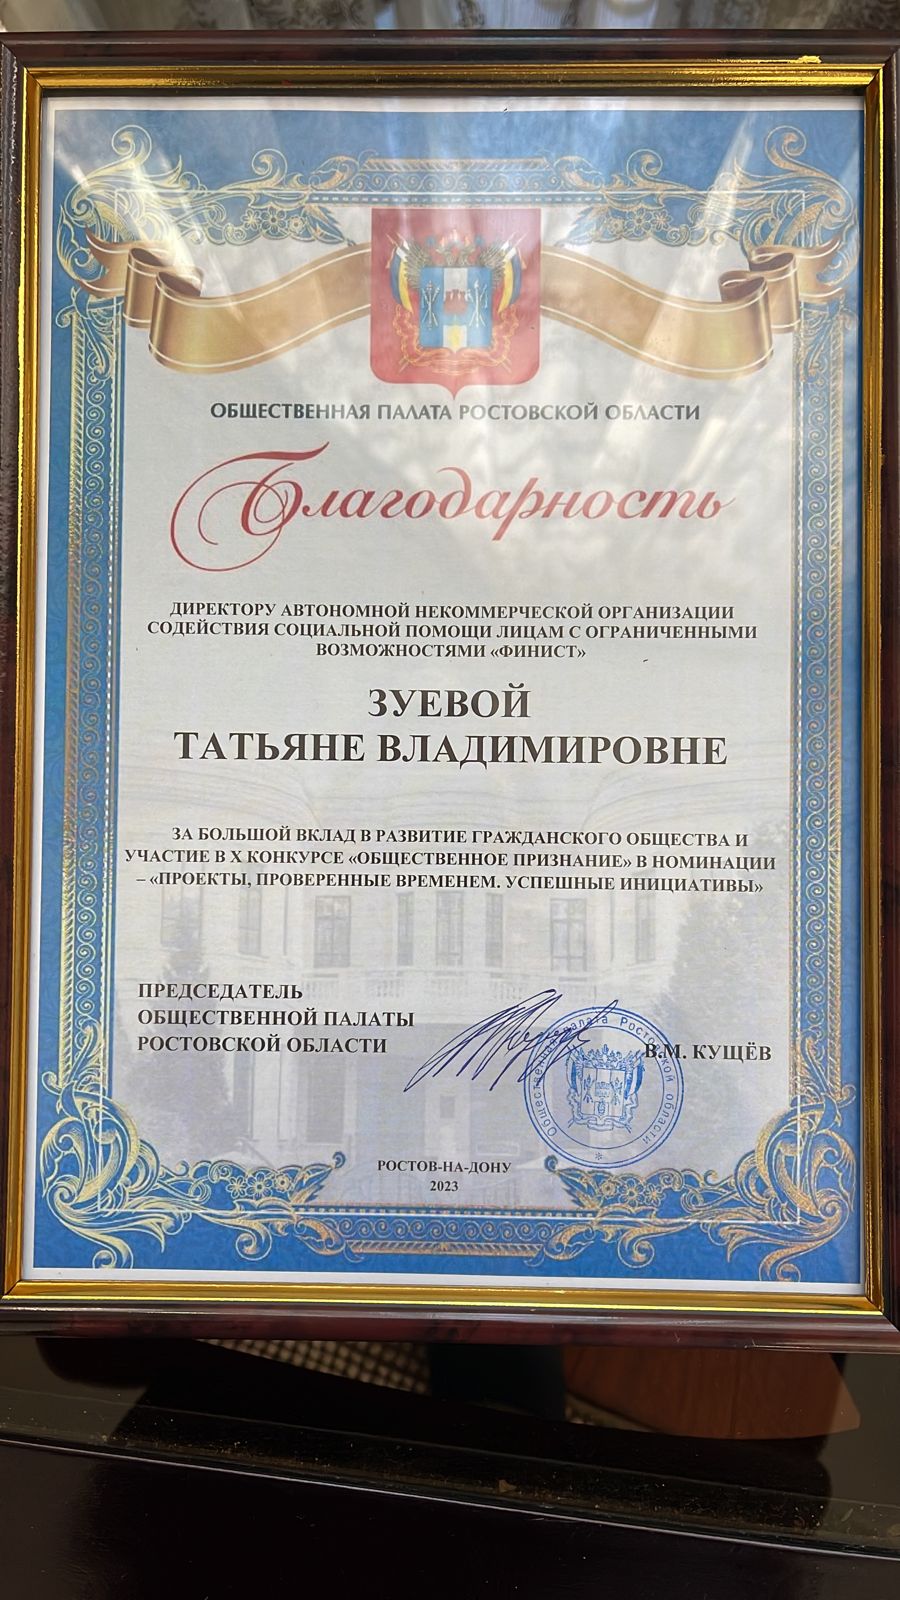 ОБЩЕСТВЕННАЯ ПАЛАТА РОСТОВСКОЙ ОБЛАСТИ
Благодарность
ДИРЕКТОРУ АВТОНОМНОЙ НЕКОММЕРЧЕСКОЙ ОРГАНИЗАЦИИ
СОДЕЙСТВИЯ СОЦИАЛЬНОЙ ПОМОЩИ ЛИЦАМ С ОГРАНИЧЕННЫМИ
ВОЗМОЖНОСТЯМИ «ФИНИСТ»
ЗУЕВОЙ
ТАТЬЯНЕ ВЛАДИМИРОВНЕ
ЗА БОЛЬШОЙ ВКЛАД В РАЗВИТИЕ ГРАЖДАНСКОГО ОБЩЕСТВА И
УЧАСТИЕ В X КОНКУРСЕ «ОБЩЕСТВЕННОЕ ПРИЗНАНИЕ» В НОМИНАЦИИ
– «ПРОЕКТЫ, ПРОВЕРЕННЫЕ ВРЕМЕНЕМ. УСПЕШНЫЕ ИНИЦИАТИВЫ»
ПРЕДСЕДАТЕЛЬ
ОБЩЕСТВЕННОЙ ПАЛАТЫ
РОСТОВСКОЙ ОБЛАСТИ
В.М. КУЩЁВ
Общественная палата Ростовской области
РОСТОВ-НА-ДОНУ
2023